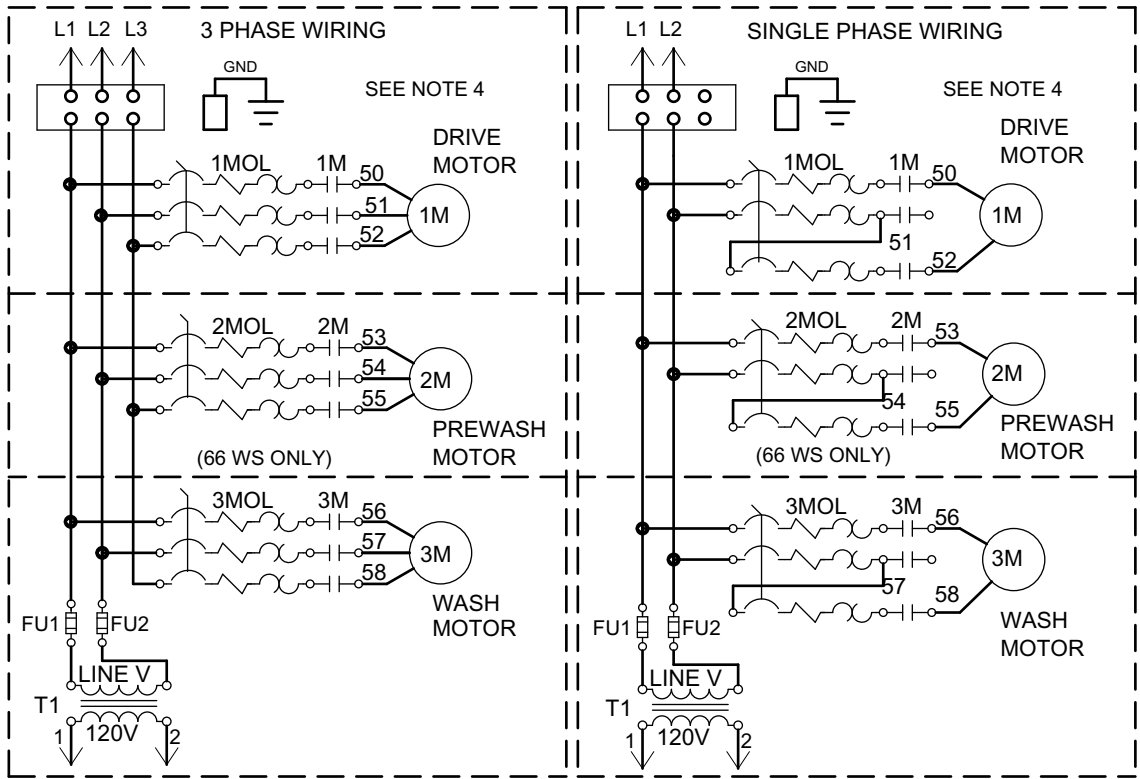 L1 L2 L3 3 PHASE WIRING
GND
SEE NOTE 4
DRIVE
MOTOR
1MOL 1M 50
51
52
1M
2MOL 2M 53
54
55
2M
PREWASH
MOTOR
(66 WS ONLY)
3MOL 3M 56
57
58
3M
WASH
MOTOR
FU1 FU2
LINE V
T1
120V
1 2
L1 L2 SINGLE PHASE WIRING
GND
SEE NOTE 4
DRIVE
MOTOR
1MOL 1M 50
51
52
1M
2MOL 2M 53
54
55
2M
PREWASH
MOTOR
(66 WS ONLY)
3MOL 3M 56
57
58
3M
WASH
MOTOR
FU1 FU2
LINE V
T1
120V
1 2